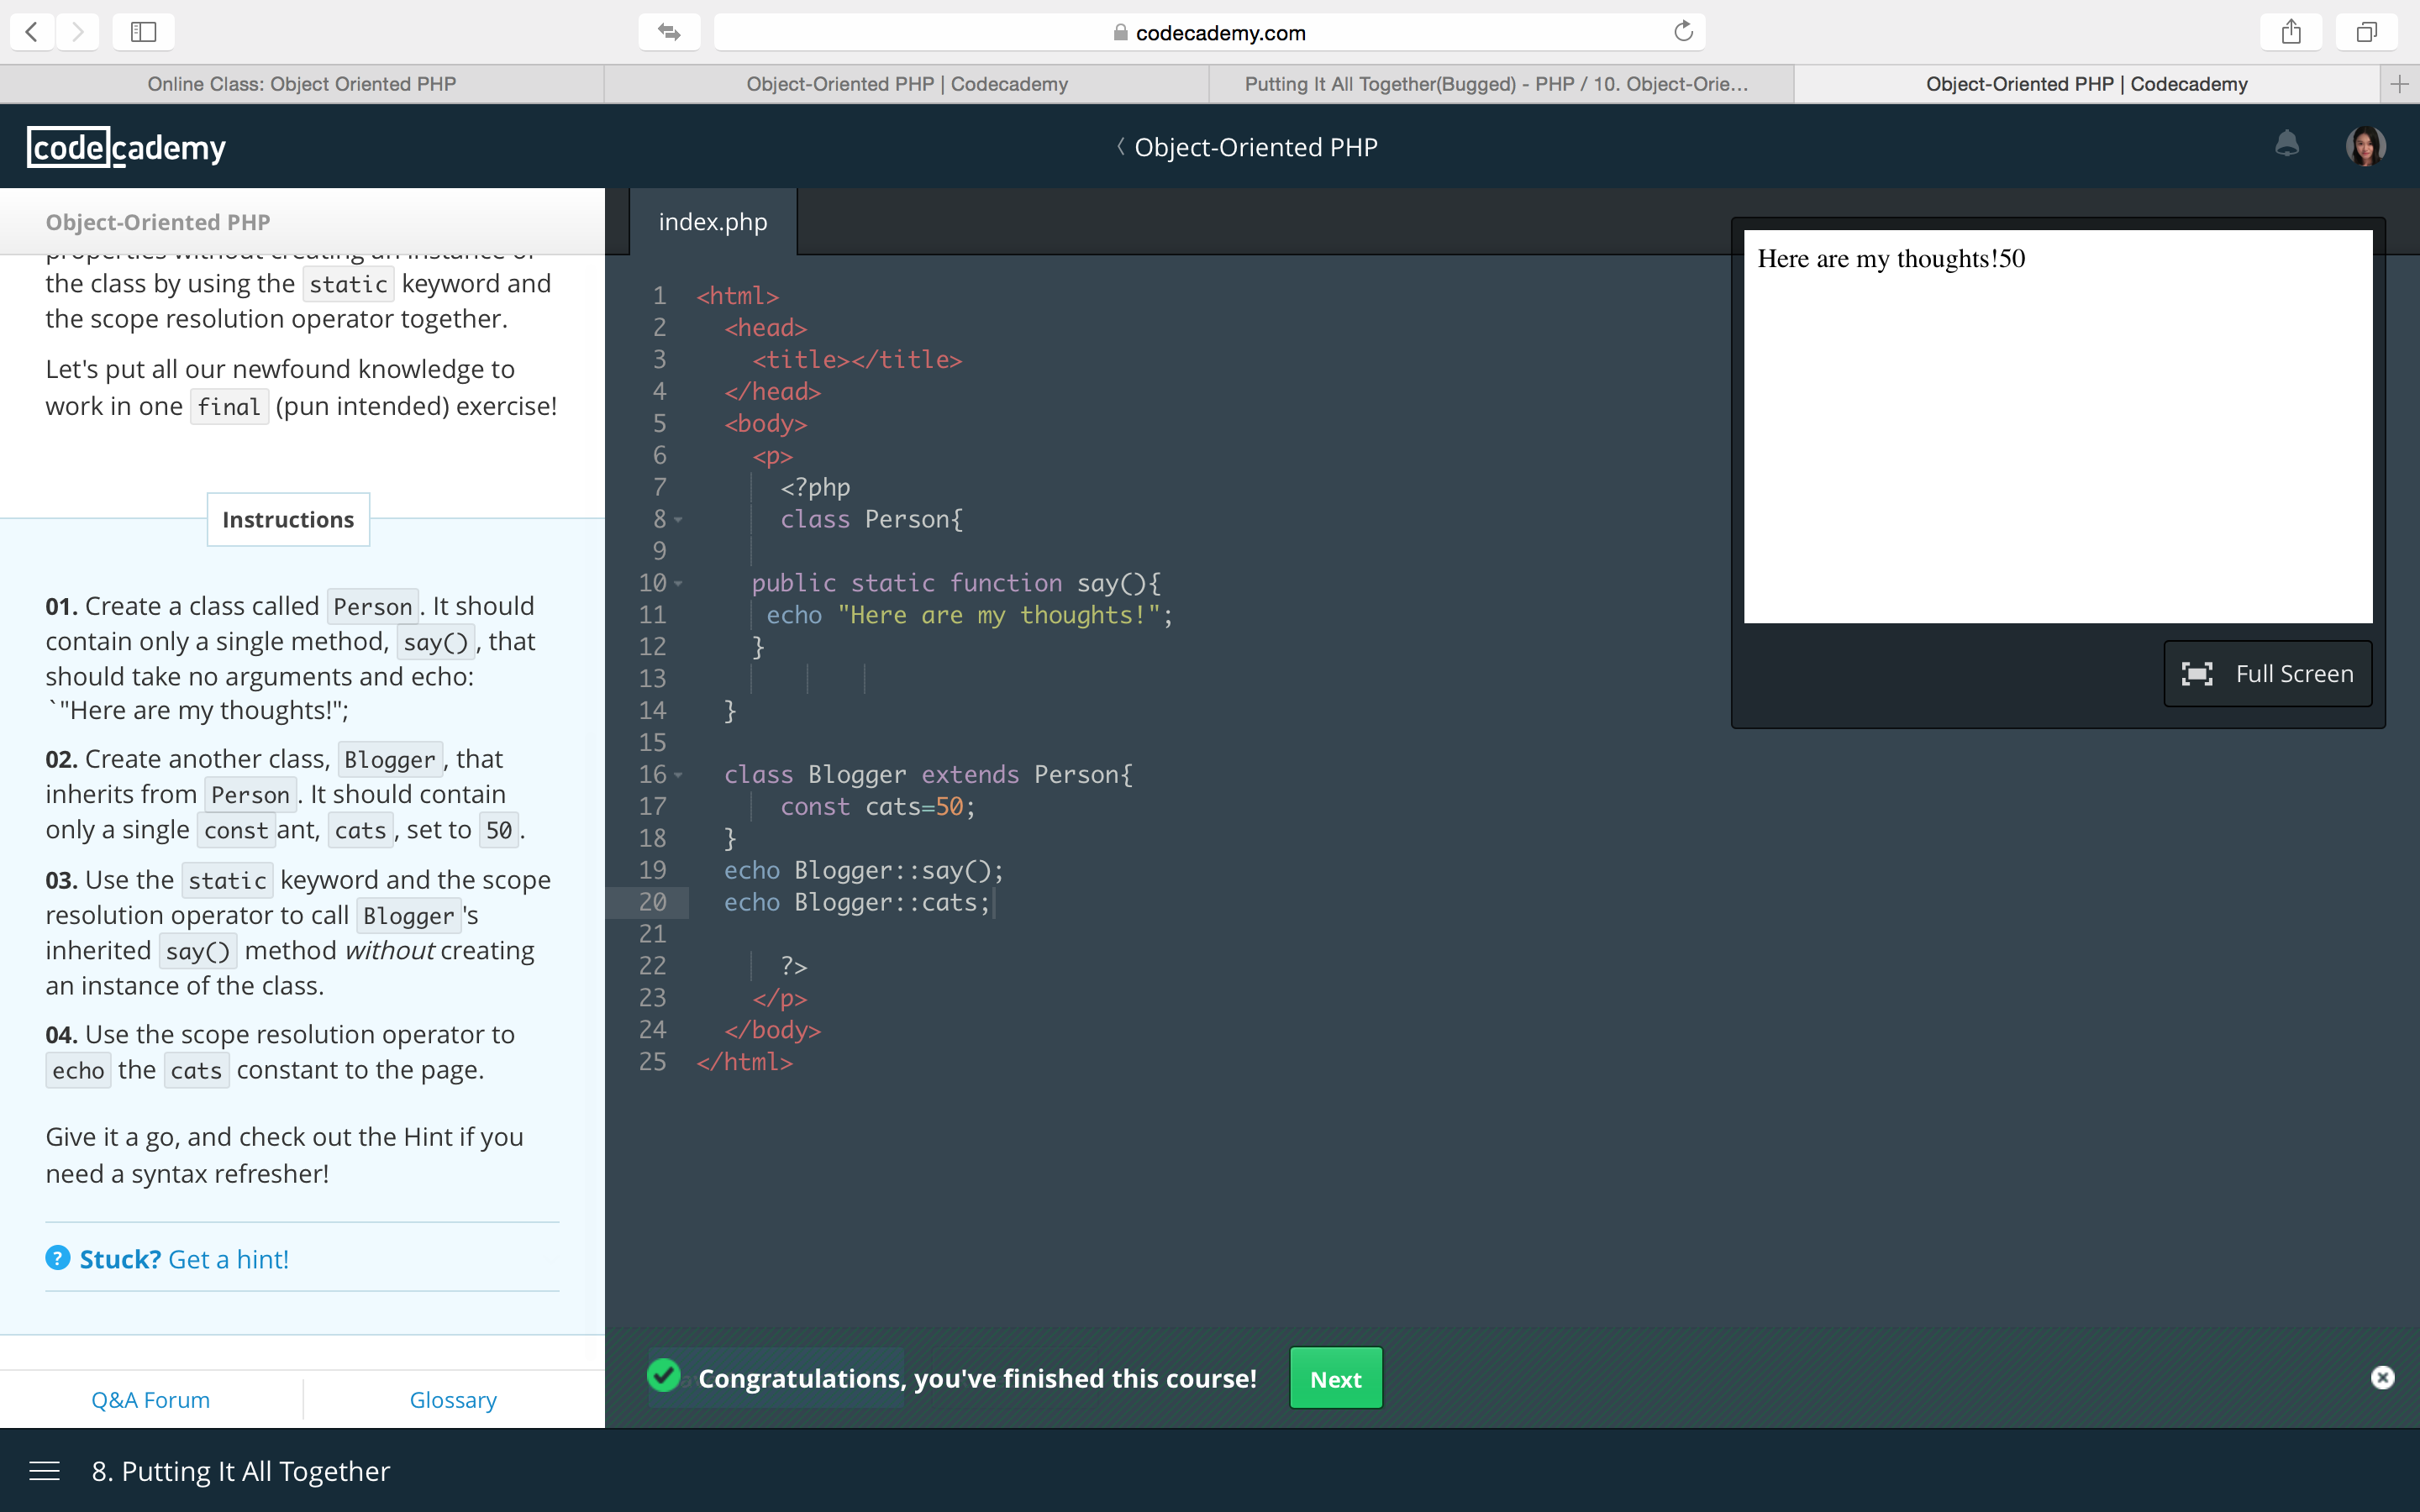 codecademy.com
Online Class: Object Oriented PHP
Object-Oriented PHP | Codecademy
Putting It All Together(Bugged) - PHP / 10. Object-Orie...
Object-Oriented PHP | Codecademy
codecademy
Object-Oriented PHP
Object-Oriented PHP
properties without creating an instance of
the class by using the static keyword and
the scope resolution operator together.
Let's put all our newfound knowledge to
work in one final (pun intended) exercise!
Instructions
01. Create a class called Person. It should
contain only a single method, say(), that
should take no arguments and echo:
`"Here are my thoughts!";
02. Create another class, Blogger, that
inherits from Person. It should contain
only a single constant, cats, set to 50.
03. Use the static keyword and the scope
resolution operator to call Blogger's
inherited say() method without creating
an instance of the class.
04. Use the scope resolution operator to
echo the cats constant to the page.
Give it a go, and check out the Hint if you
need a syntax refresher!
? Stuck? Get a hint!
Q&A Forum
Glossary
index.php
1 <html>
2 <head>
3 <title></title>
4 </head>
5 <body>
6 <p>
7 <?php
8 class Person{
9
10 public static function say(){
11 echo "Here are my thoughts!";
12 }
13
14 }
15
16 class Blogger extends Person{
17 const cats=50;
18 }
19 echo Blogger::say();
20 echo Blogger::cats;
21
22 ?>
23 </p>
24 </body>
25 </html>
Here are my thoughts!50
Full Screen
Congratulations, you've finished this course!
Next
8. Putting It All Together